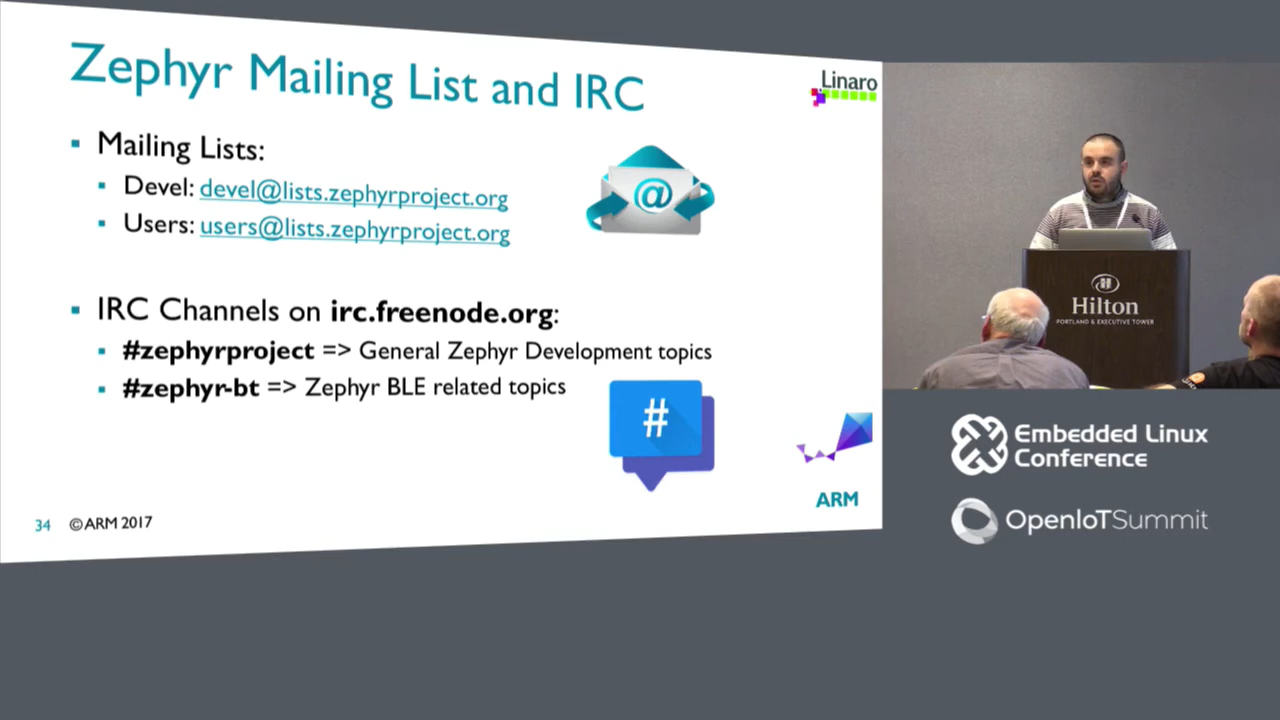 Zephyr Mailing List and IRC
Linaro
▪ Mailing Lists:
▪ Devel: devel@lists.zephyrproject.org
▪ Users: users@lists.zephyrproject.org
@
▪ IRC Channels on irc.freenode.org:
▪ #zephyrproject => General Zephyr Development topics
▪ #zephyr-bt => Zephyr BLE related topics
#
ARM
34 ©ARM 2017
Hilton
PORTLAND & EXECUTIVE TOWER
Embedded Linux
Conference
OpenIoTSummit